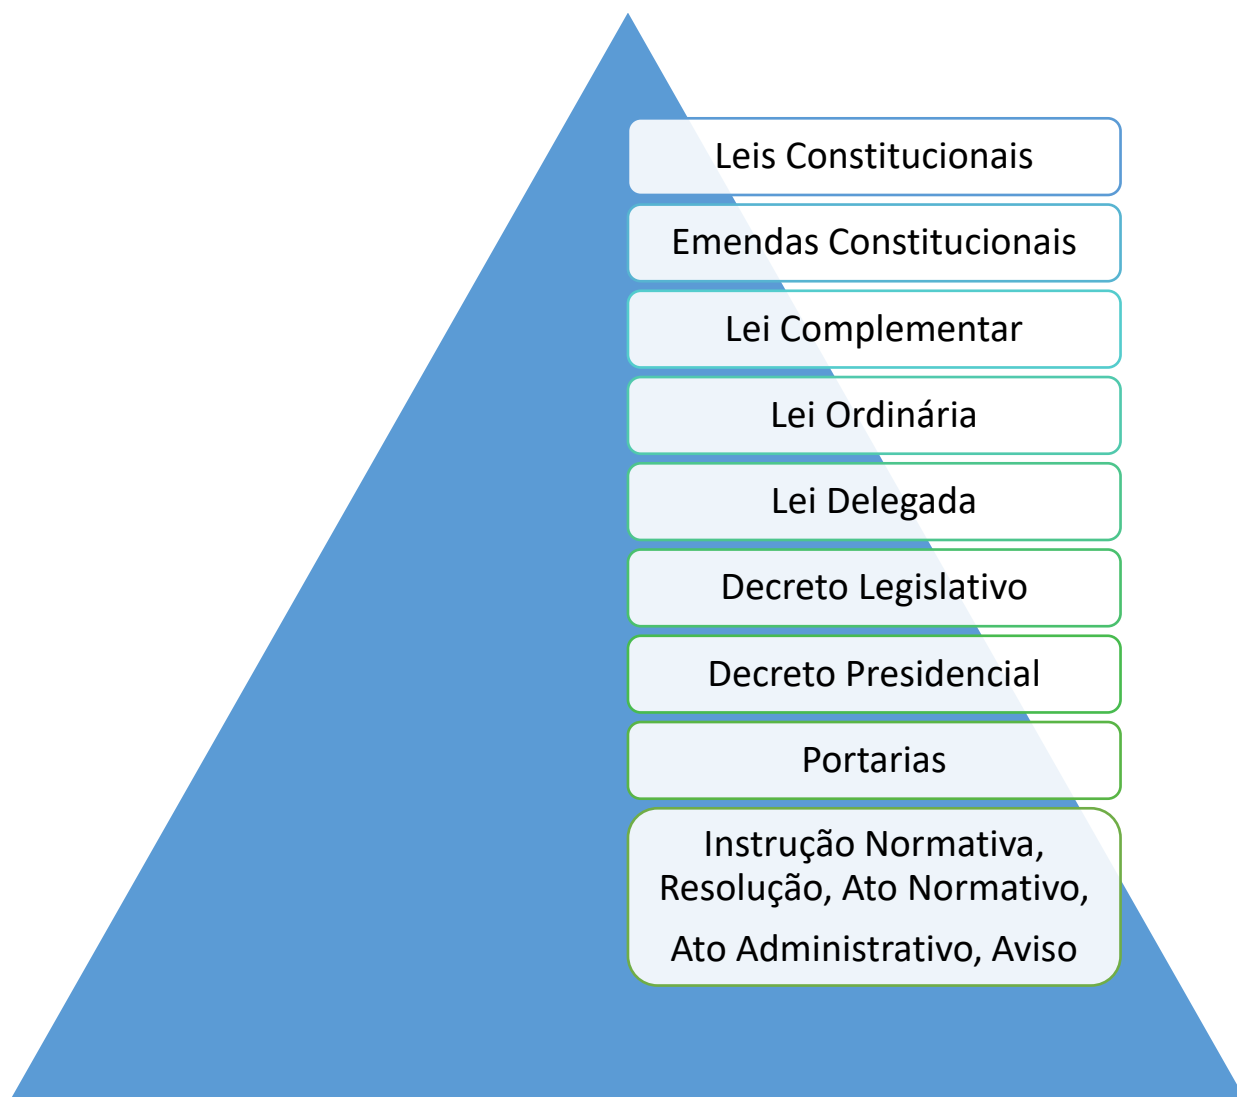 Leis Constitucionais
Emendas Constitucionais
Lei Complementar
Lei Ordinária
Lei Delegada
Decreto Legislativo
Decreto Presidencial
Portarias
Instrução Normativa,
Resolução, Ato Normativo,
Ato Administrativo, Aviso